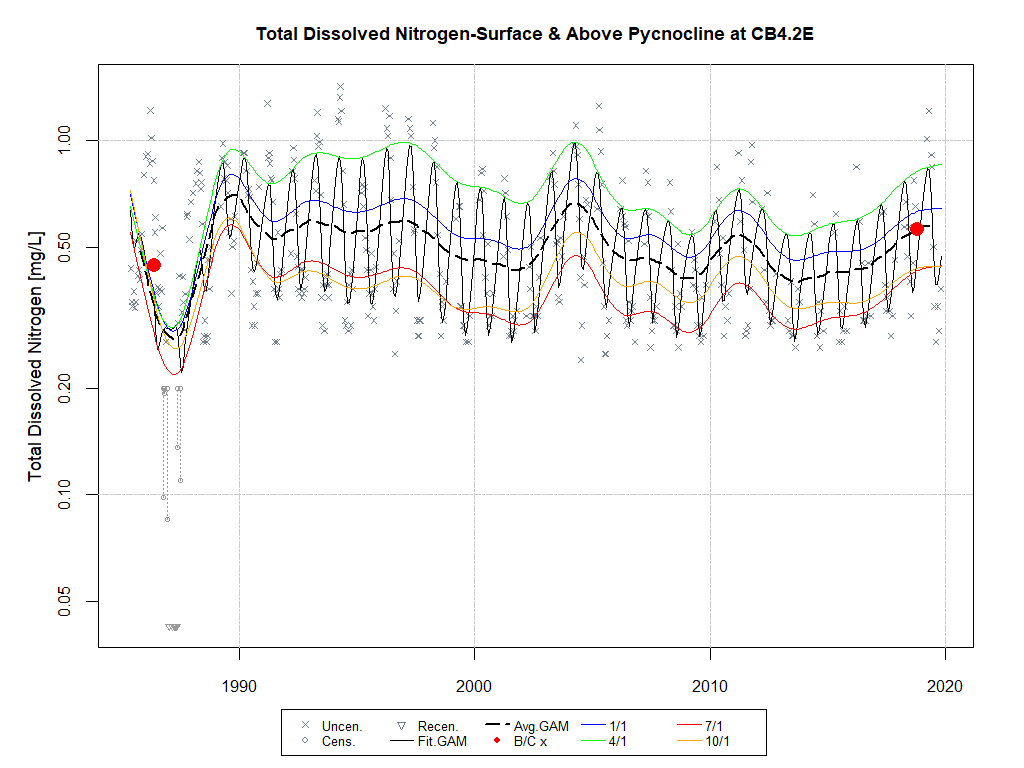 Total Dissolved Nitrogen-Surface & Above Pycnocline at CB4.2E
Total Dissolved Nitrogen [mg/L]
1.00
0.50
0.20
0.10
0.05
1990 2000 2010 2020
Uncen. Recen. Avg.GAM 1/1 7/1
Cens. Fit.GAM B/C x 4/1 10/1